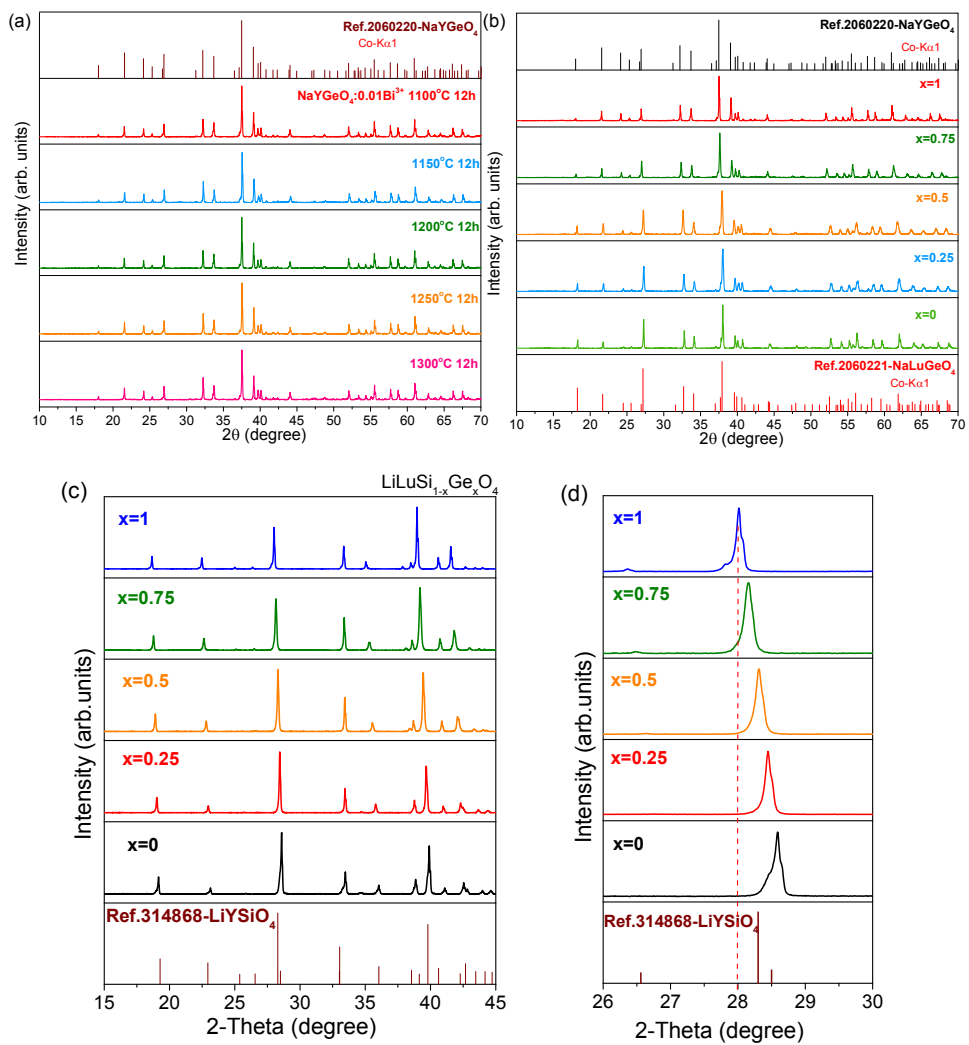 (a)
Ref.2060220-NaYGeO₄
Co-Kα1
NaYGeO₄:0.01Bi³⁺ 1100°C 12h
1150°C 12h
1200°C 12h
1250°C 12h
1300°C 12h
Intensity (arb. units)
10 20 30 40 50 60 70
2θ (degree)
(b)
Ref.2060220-NaYGeO₄
Co-Kα1
x=1
x=0.75
x=0.5
x=0.25
x=0
Ref.2060221-NaLuGeO₄
Co-Kα1
Intensity (arb. units)
10 15 20 25 30 35 40 45 50 55 60 65 70
2θ (degree)
(c)
LiLuSi₁₋ₓGeₓO₄
x=1
x=0.75
x=0.5
x=0.25
x=0
Ref.314868-LiYSiO₄
Intensity (arb.units)
15 20 25 30 35 40 45
2-Theta (degree)
(d)
x=1
x=0.75
x=0.5
x=0.25
x=0
Ref.314868-LiYSiO₄
Intensity (arb.units)
26 27 28 29 30
2-Theta (degree)